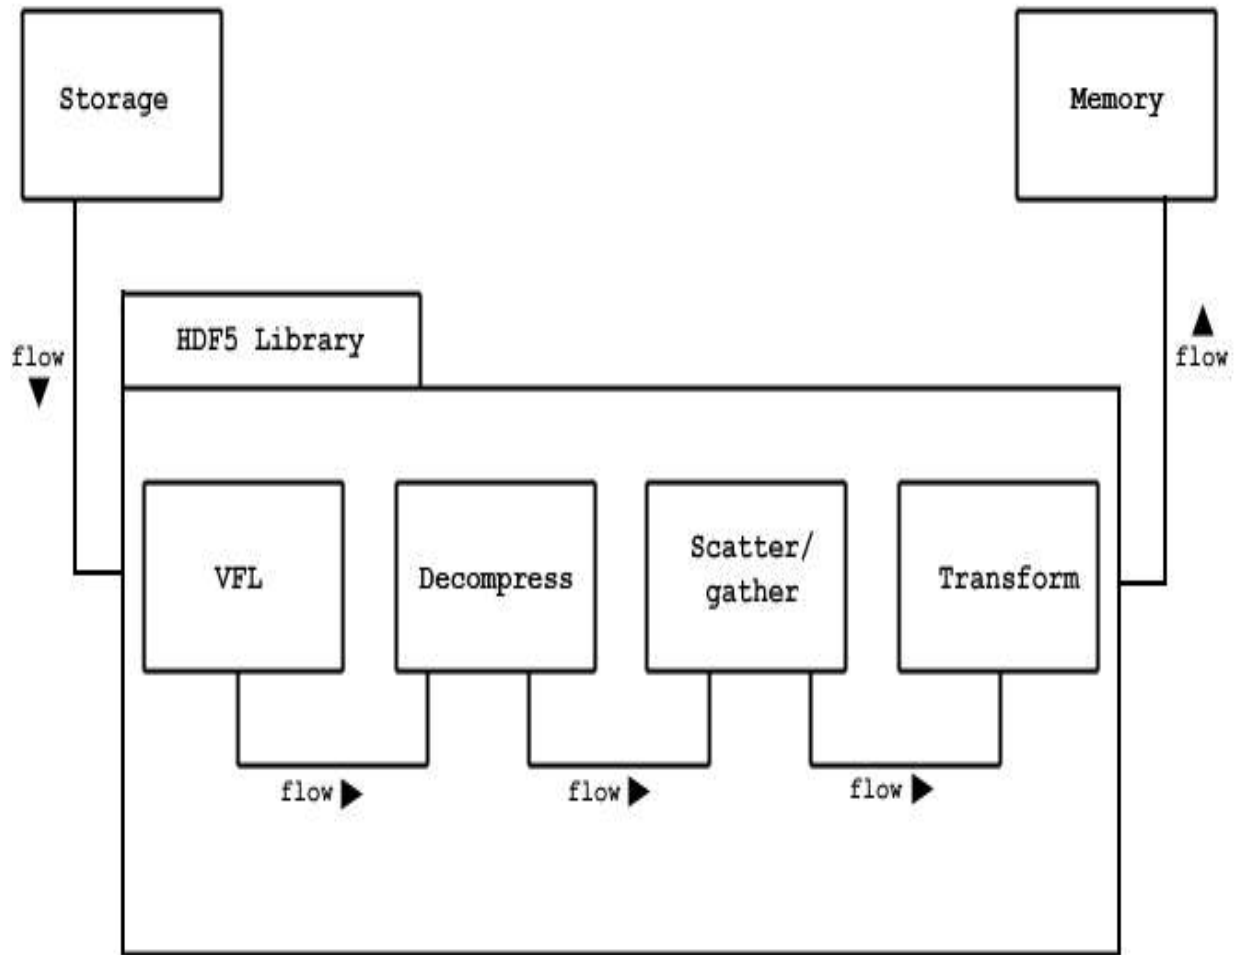 Storage
Memory
HDF5 Library
flow
flow
VFL
Decompress
Scatter/
gather
Transform
flow
flow
flow